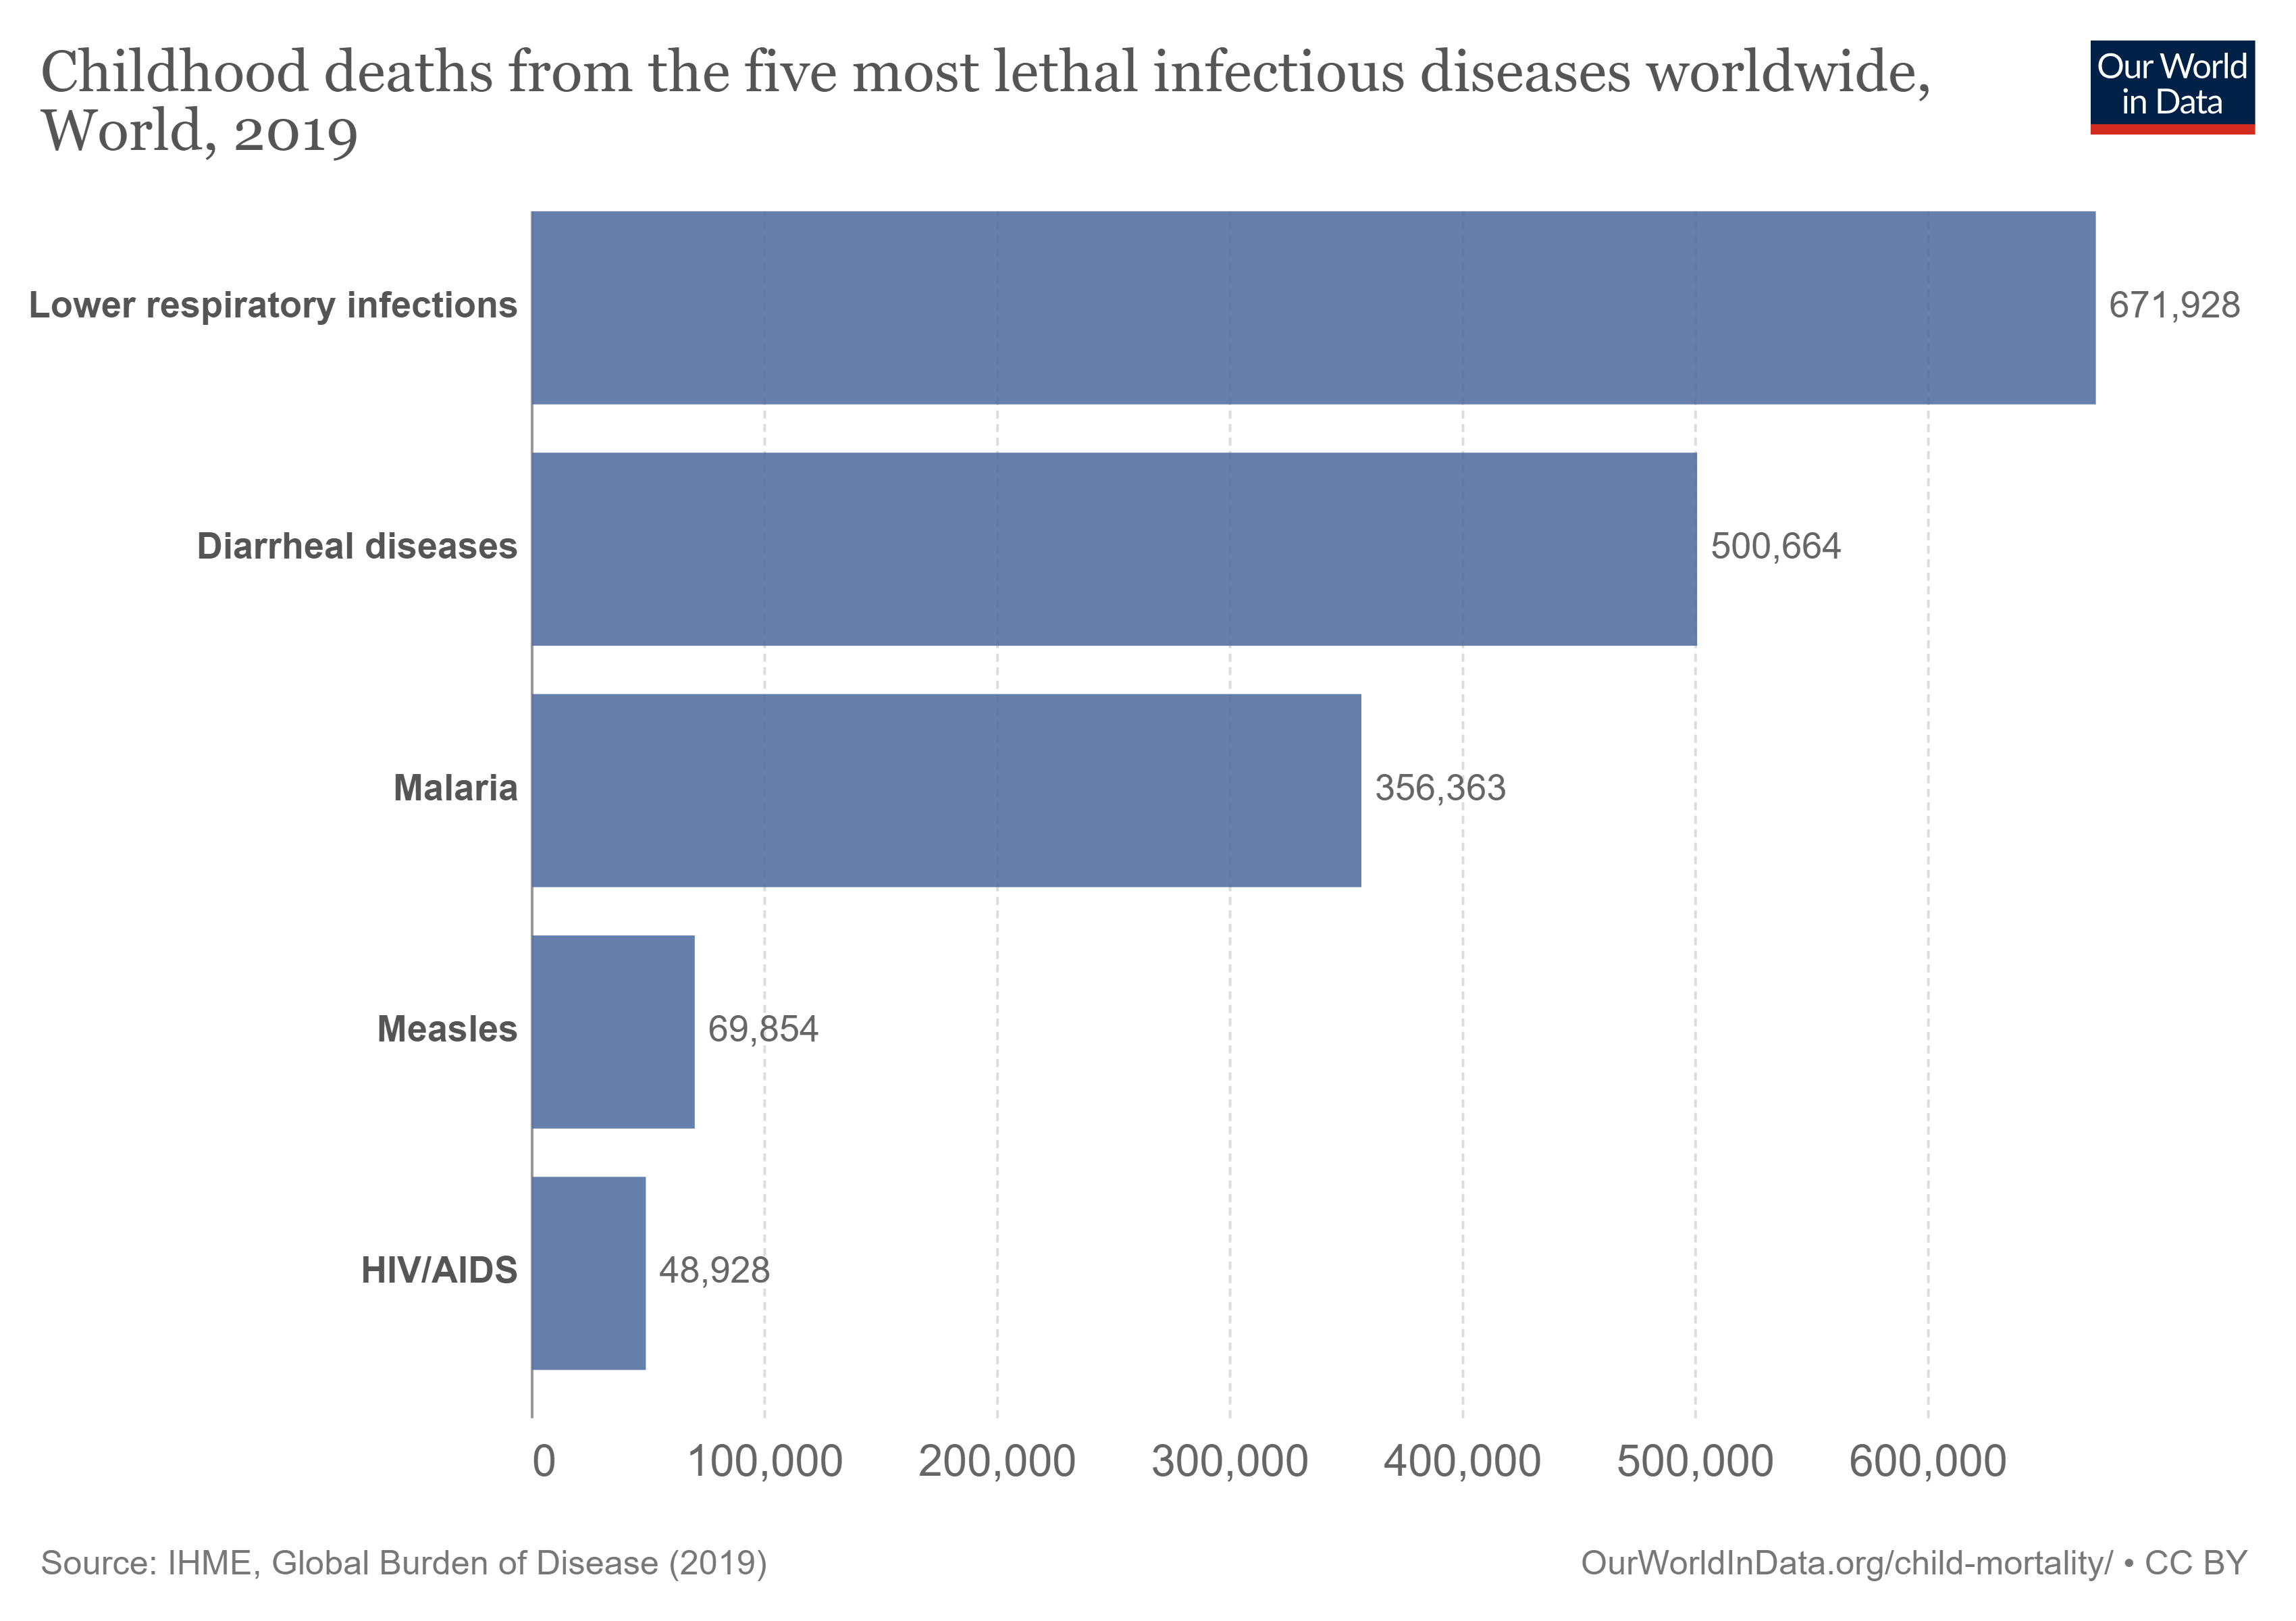 Childhood deaths from the five most lethal infectious diseases worldwide,
World, 2019
Our World
in Data
Lower respiratory infections
671,928
Diarrheal diseases
500,664
Malaria
356,363
Measles
69,854
HIV/AIDS
48,928
0 100,000 200,000 300,000 400,000 500,000 600,000
Source: IHME, Global Burden of Disease (2019)
OurWorldInData.org/child-mortality/ • CC BY